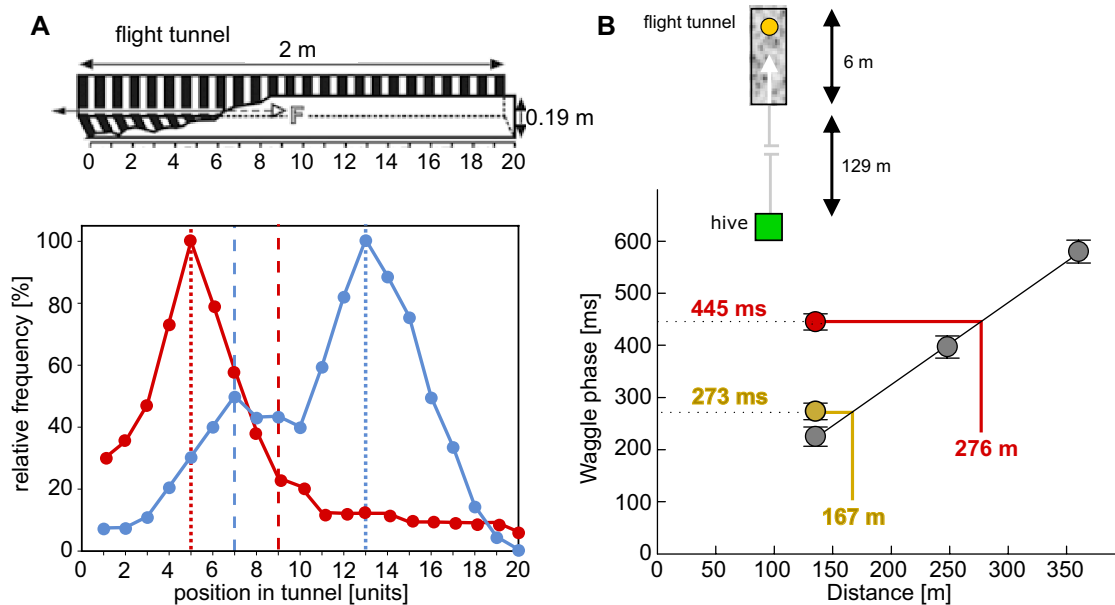 A
flight tunnel
2 m
F
0.19 m
0 2 4 6 8 10 12 14 16 18 20
relative frequency [%]
100
80
60
40
20
0
0 2 4 6 8 10 12 14 16 18 20
position in tunnel [units]
B
flight tunnel
6 m
129 m
hive
Waggle phase [ms]
600
500
400
300
200
100
0
445 ms
273 ms
276 m
167 m
0 50 100 150 200 250 300 350
Distance [m]